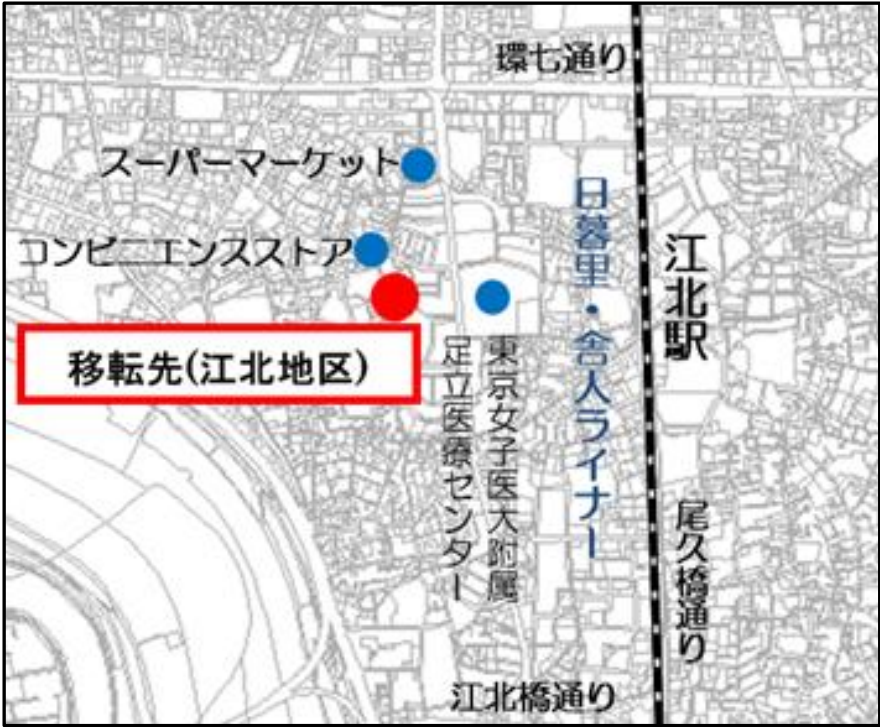 環七通り
スーパーマーケット
コンビニエンスストア
移転先(江北地区)
東京女子医大附属
足立医療センター
日暮里・舎人ライナー
江北駅
尾久橋通り
江北橋通り